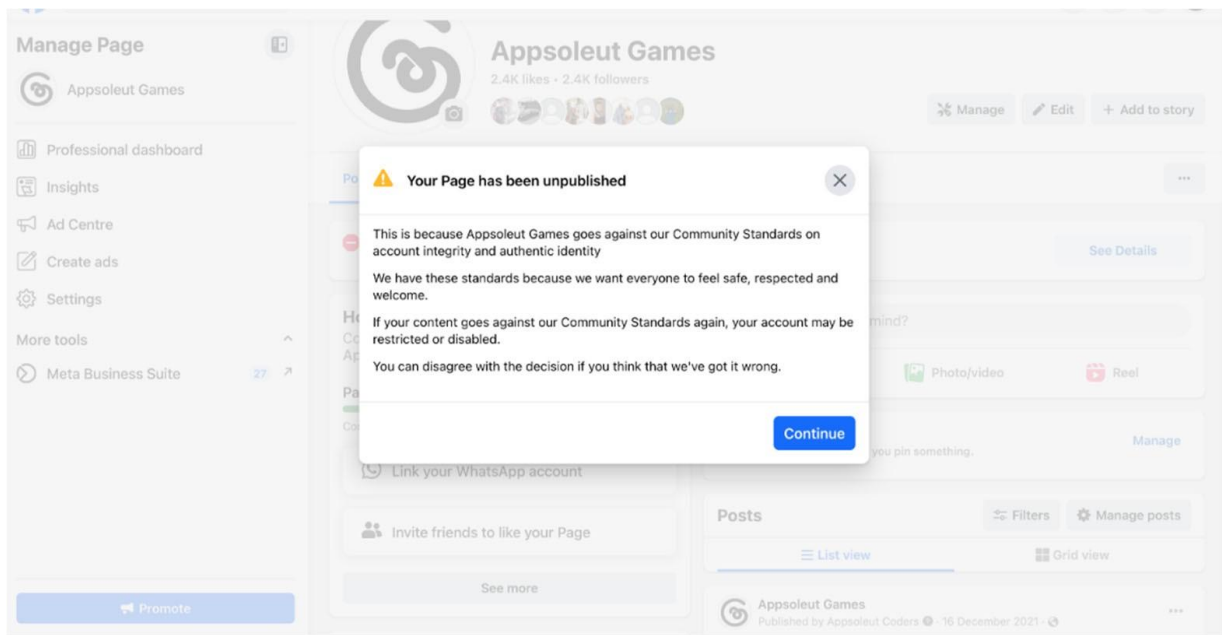 Manage Page
Appsoleut Games
Professional dashboard
Insights
Ad Centre
Create ads
Settings
More tools
Meta Business Suite 27
Promote
Appsoleut Games
2.4K likes • 2.4K followers
Manage Edit + Add to story
Po
...
Your Page has been unpublished
This is because Appsoleut Games goes against our Community Standards on
account integrity and authentic identity
We have these standards because we want everyone to feel safe, respected and
welcome.
If your content goes against our Community Standards again, your account may be
restricted or disabled.
You can disagree with the decision if you think that we've got it wrong.
Continue
See Details
He
Co
Ap
Pa
Co
Link your WhatsApp account
Invite friends to like your Page
See more
mind?
Photo/video Reel
Manage
you pin something.
Posts Filters Manage posts
List view Grid view
Appsoleut Games
Published by Appsoleut Coders · 16 December 2021 ·
...